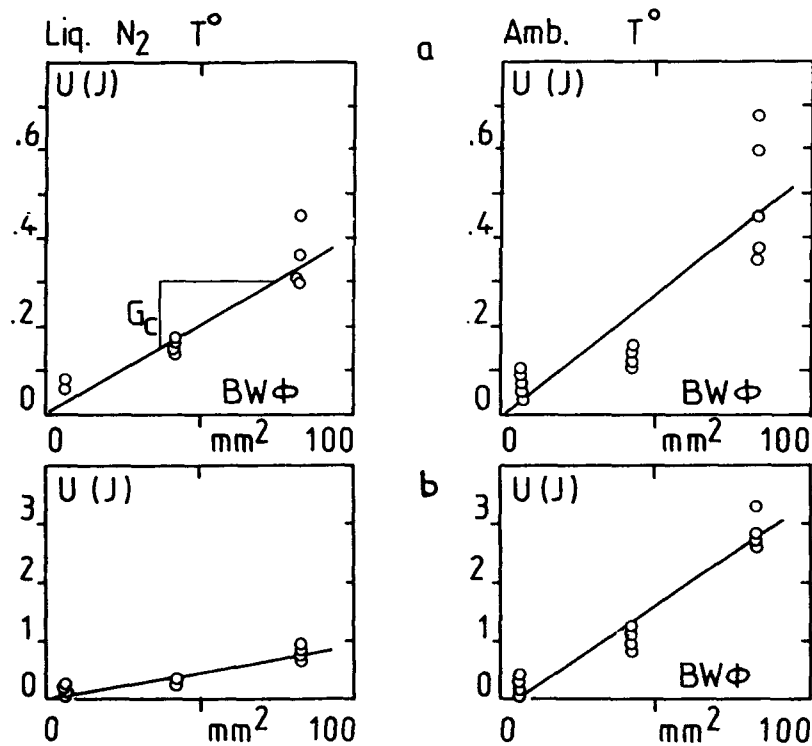 Liq. N₂ T° a Amb. T°
U(J) U(J)
.6 .6
.4 .4
G_C
.2 .2
BWΦ BWΦ
0 0
0 mm² 100 0 mm² 100
U(J) b U(J)
3 3
2 2
1 1
BWΦ
0 0
0 mm² 100 0 mm² 100